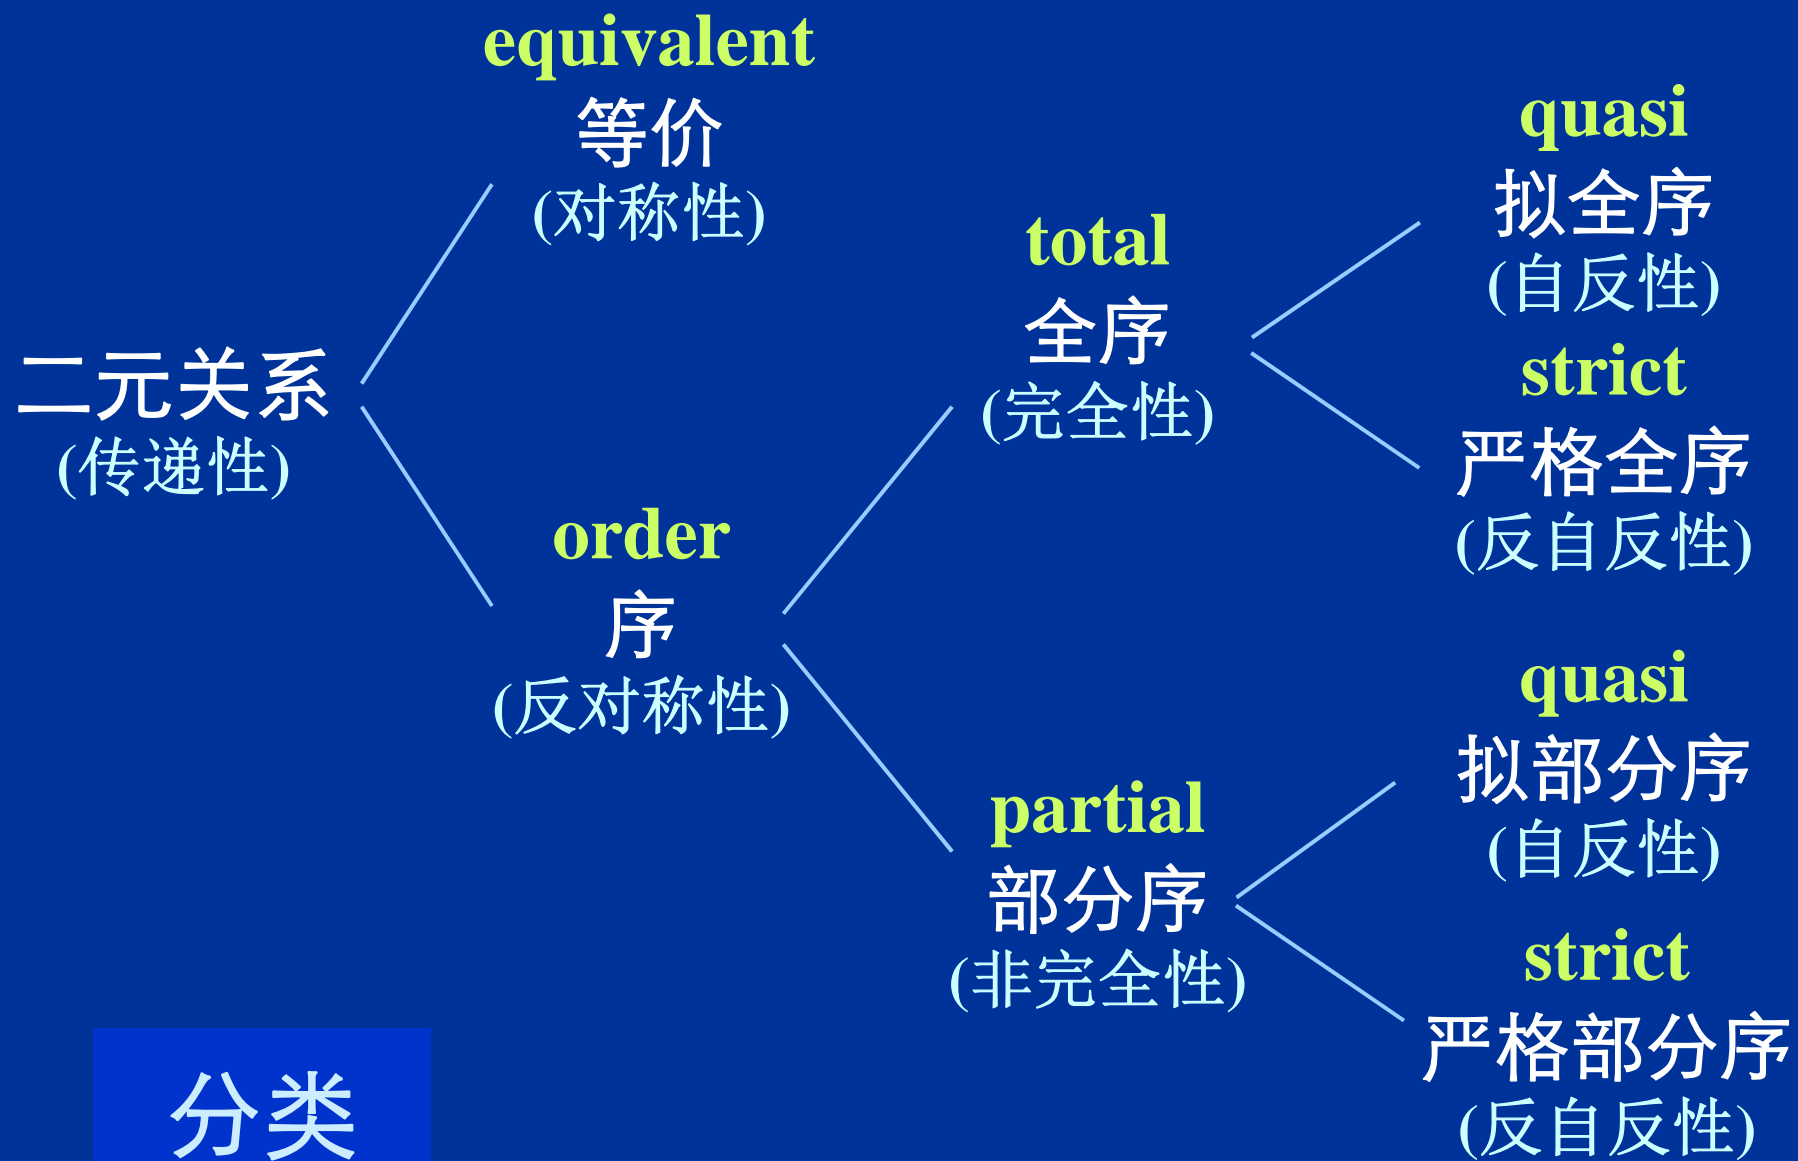 equivalent
等价
(对称性)
二元关系
(传递性)
order
序
(反对称性)
total
全序
(完全性)
partial
部分序
(非完全性)
quasi
拟全序
(自反性)
strict
严格全序
(反自反性)
quasi
拟部分序
(自反性)
strict
严格部分序
(反自反性)
分类